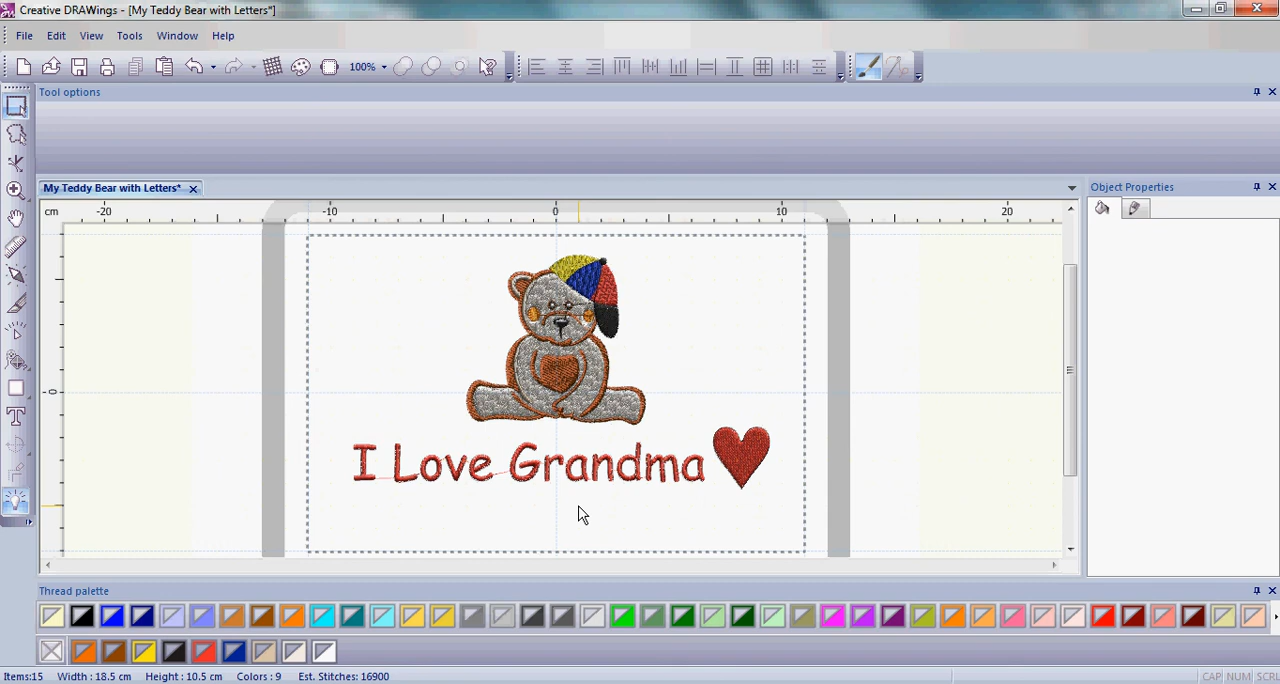 Creative DRAWings - [My Teddy Bear with Letters*]
File Edit View Tools Window Help
100%
Tool options
My Teddy Bear with Letters*
Object Properties
cm -20 -10 0 10 20
0
I Love Grandma
Thread palette
Items:15 Width : 18.5 cm Height : 10.5 cm Colors : 9 Est. Stitches: 16900 CAP NUM SCRL